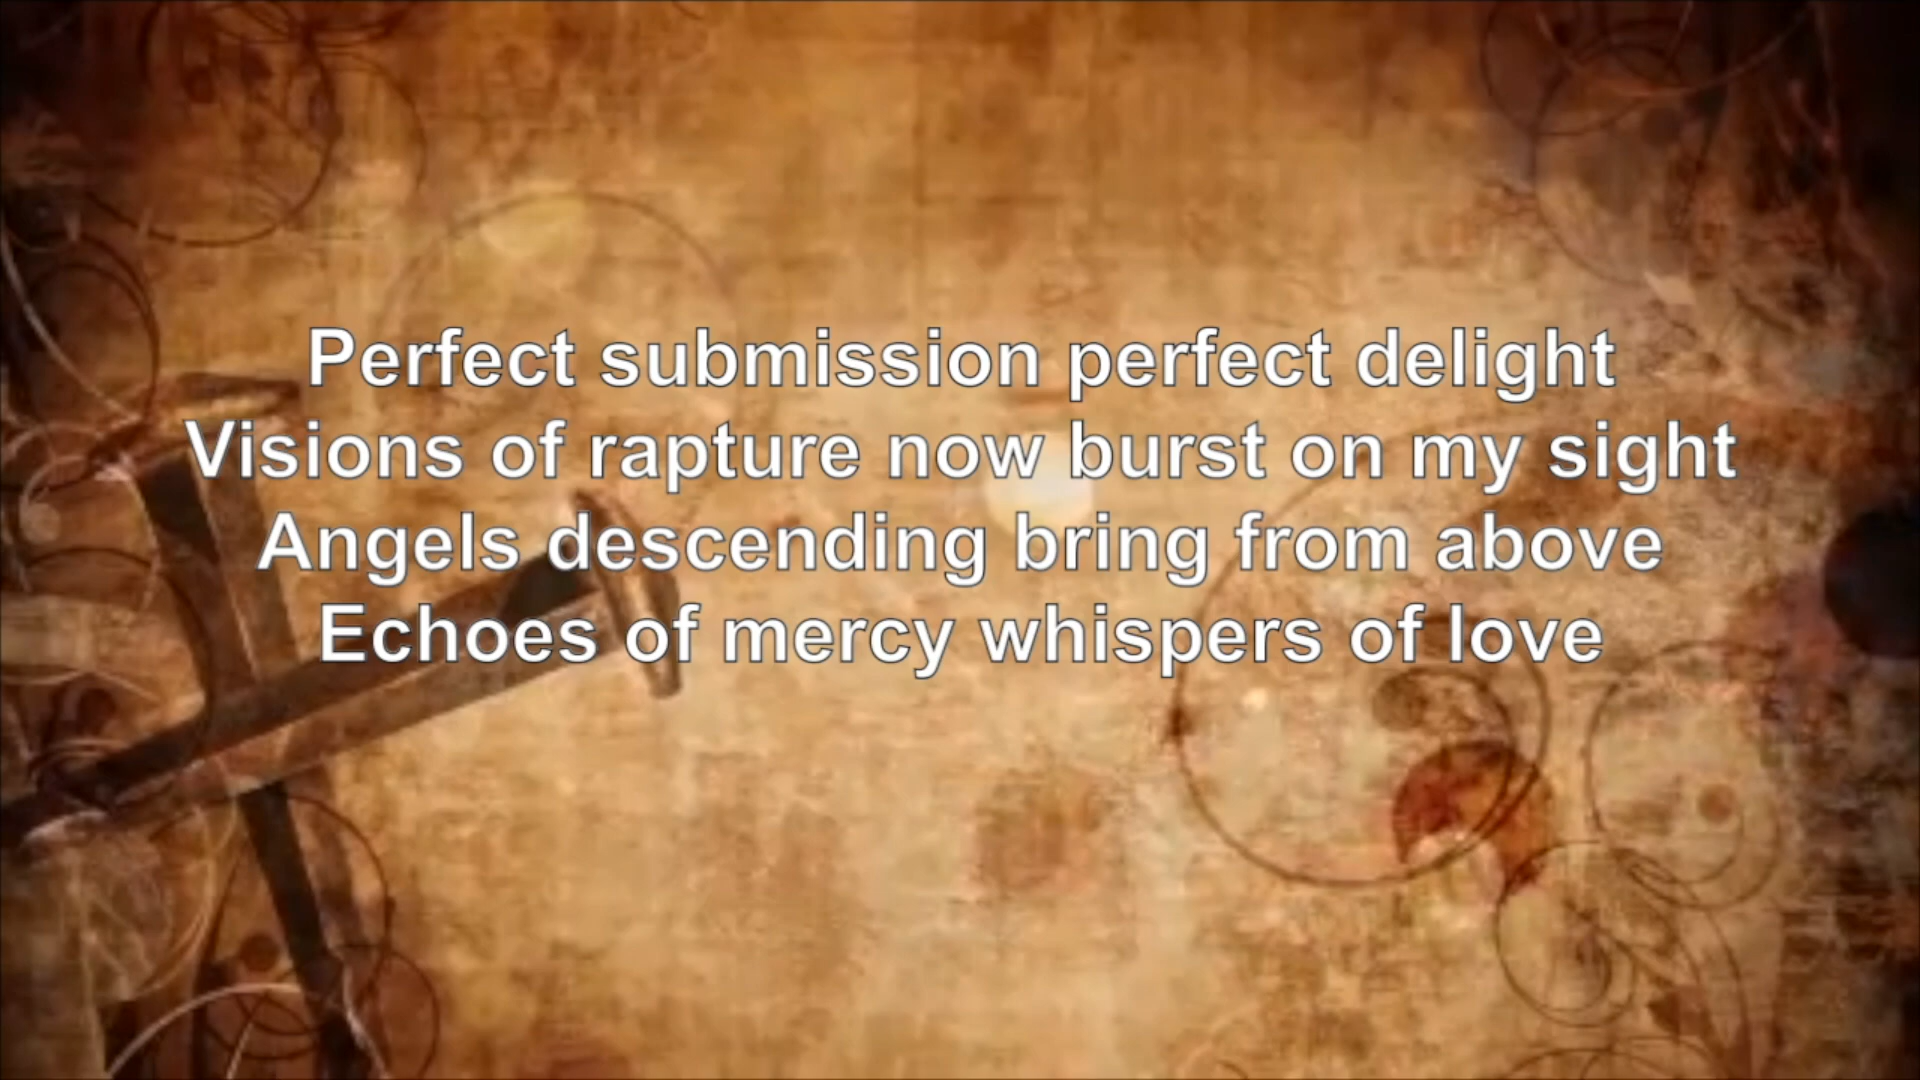 Perfect submission perfect delight
Visions of rapture now burst on my sight
Angels descending bring from above
Echoes of mercy whispers of love